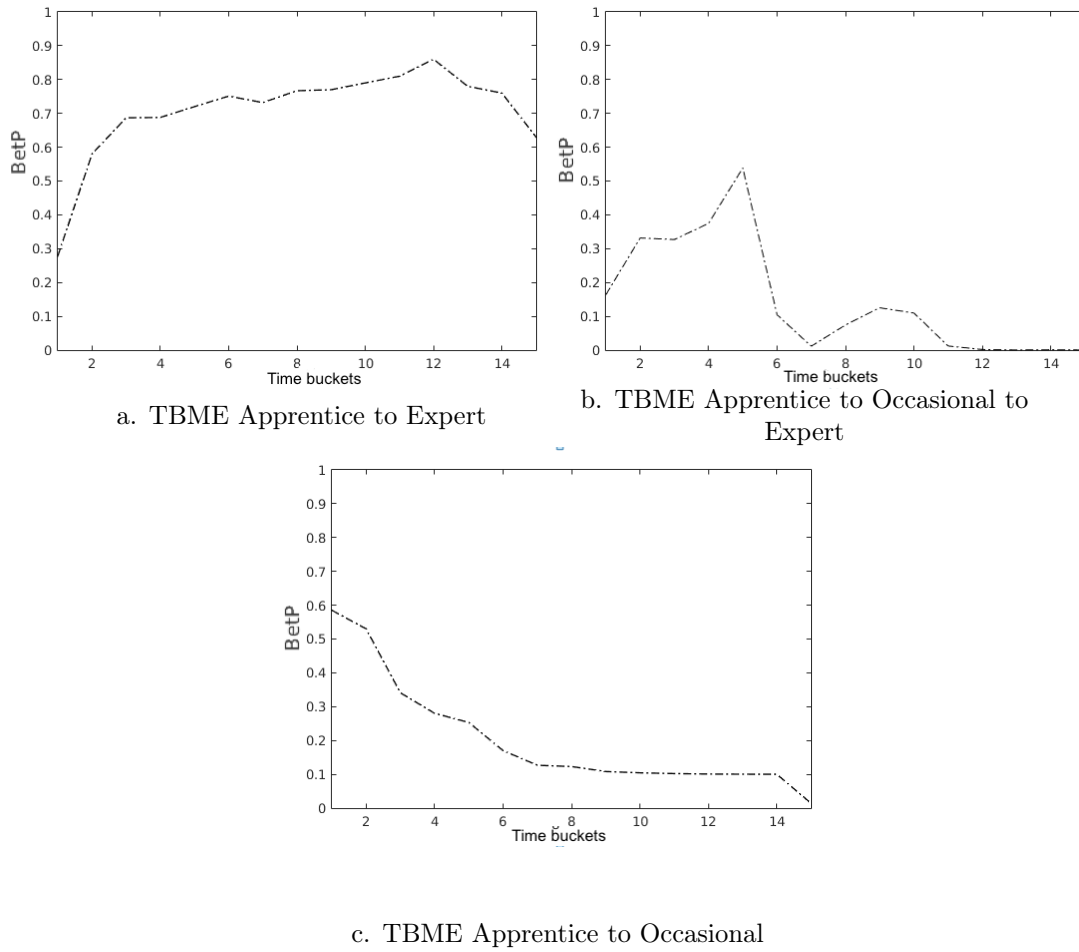 1
0.9
0.8
0.7
0.6
0.5
0.4
0.3
0.2
0.1
0
BetP
2 4 6 8 10 12 14
Time buckets
a. TBME Apprentice to Expert
1
0.9
0.8
0.7
0.6
0.5
0.4
0.3
0.2
0.1
0
BetP
2 4 6 8 10 12 14
Time buckets
b. TBME Apprentice to Occasional to
Expert
1
0.9
0.8
0.7
0.6
0.5
0.4
0.3
0.2
0.1
0
BetP
2 4 6 8 10 12 14
Time buckets
c. TBME Apprentice to Occasional